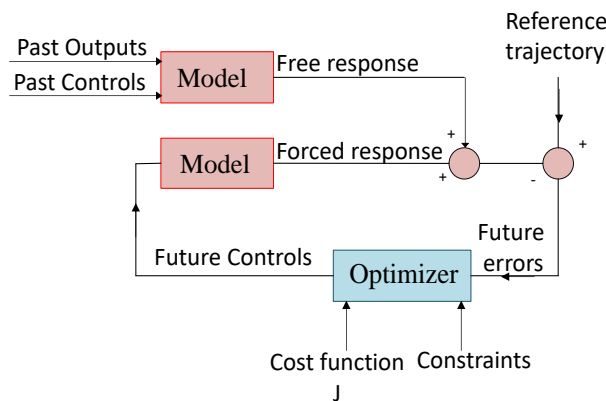 Reference
trajectory
Past Outputs
Past Controls
Model
Free response
+
+
Model
Forced response
+
-
Future Controls
Optimizer
Future
errors
Cost function
J
Constraints